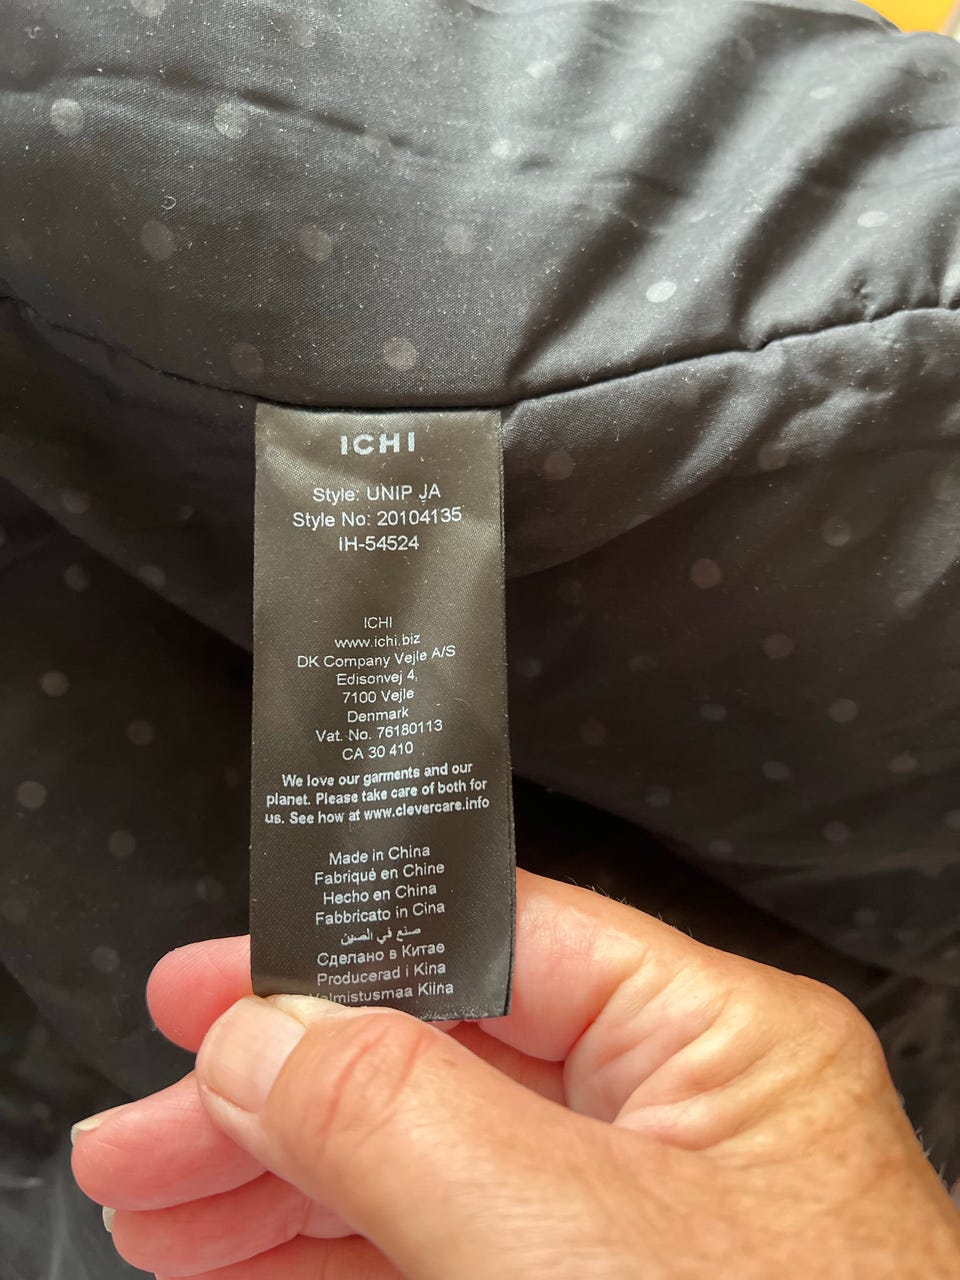 ICHI
Style: UNIP JA
Style No: 20104135
IH-54524
ICHI
www.ichi.biz
DK Company Vejle A/S
Edisonvej 4,
7100 Vejle
Denmark
Vat. No. 76180113
CA 30 410
We love our garments and our
planet. Please take care of both for
us. See how at www.clevercare.info
Made in China
Fabriqué en Chine
Hecho en China
Fabbricato in Cina
صنع في الصين
Сделано в Китае
Producerad i Kina
Valmistusmaa Kiina